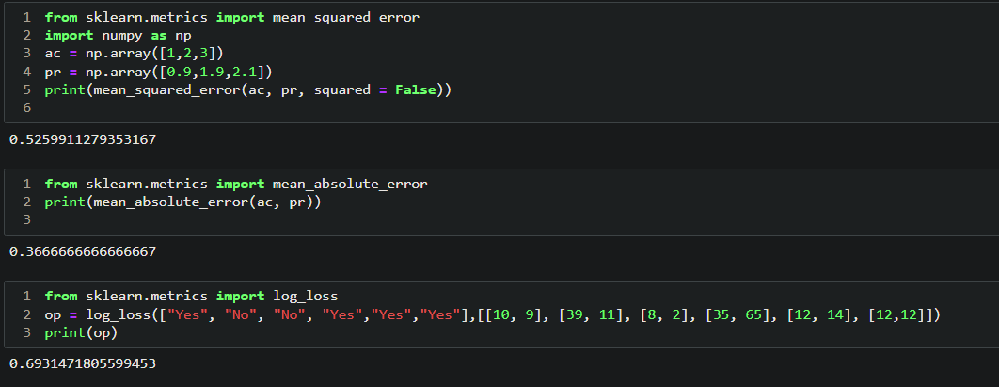 1 from sklearn.metrics import mean_squared_error
2 import numpy as np
3 ac = np.array([1,2,3])
4 pr = np.array([0.9,1.9,2.1])
5 print(mean_squared_error(ac, pr, squared = False))
6
0.5259911279353167
1 from sklearn.metrics import mean_absolute_error
2 print(mean_absolute_error(ac, pr))
3
0.3666666666666667
1 from sklearn.metrics import log_loss
2 op = log_loss(["Yes", "No", "No", "Yes","Yes","Yes"],[[10, 9], [39, 11], [8, 2], [35, 65], [12, 14], [12,12]])
3 print(op)
0.6931471805599453